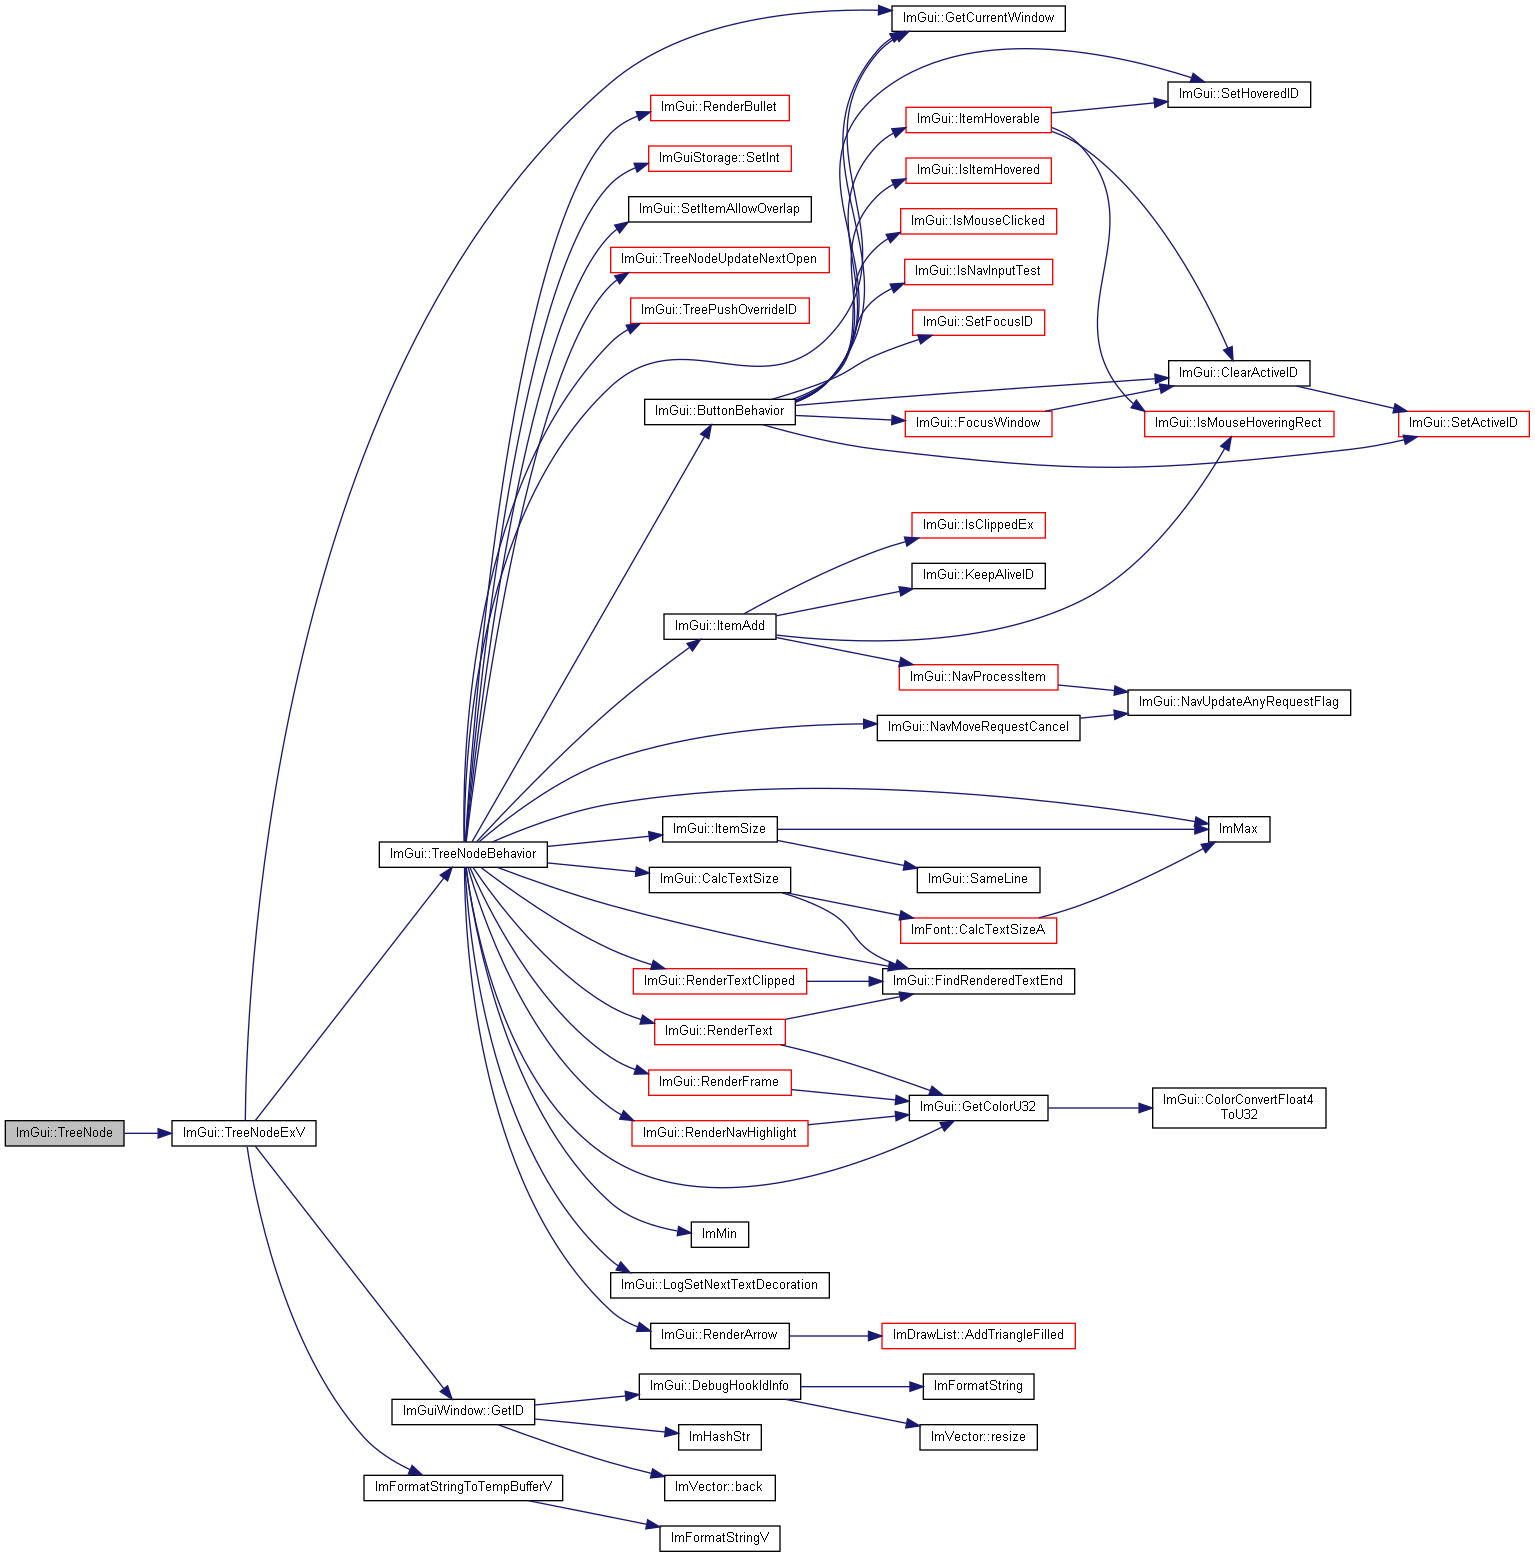 ImGui::GetCurrentWindow
ImGui::SetHoveredID
ImGui::RenderBullet
ImGui::ItemHoverable
ImGuiStorage::SetInt
ImGui::IsItemHovered
ImGui::SetItemAllowOverlap
ImGui::IsMouseClicked
ImGui::TreeNodeUpdateNextOpen
ImGui::IsNavInputTest
ImGui::TreePushOverrideID
ImGui::SetFocusID
ImGui::ClearActiveID
ImGui::ButtonBehavior
ImGui::FocusWindow
ImGui::IsMouseHoveringRect
ImGui::SetActiveID
ImGui::IsClippedEx
ImGui::KeepAliveID
ImGui::ItemAdd
ImGui::NavProcessItem
ImGui::NavUpdateAnyRequestFlag
ImGui::NavMoveRequestCancel
ImGui::ItemSize
ImMax
ImGui::TreeNodeBehavior
ImGui::CalcTextSize
ImGui::SameLine
ImFont::CalcTextSizeA
ImGui::RenderTextClipped
ImGui::FindRenderedTextEnd
ImGui::RenderText
ImGui::RenderFrame
ImGui::GetColorU32
ImGui::ColorConvertFloat4
ToU32
ImGui::TreeNode
ImGui::TreeNodeExV
ImGui::RenderNavHighlight
ImMin
ImGui::LogSetNextTextDecoration
ImGui::RenderArrow
ImDrawList::AddTriangleFilled
ImGui::DebugHookIdInfo
ImFormatString
ImGuiWindow::GetID
ImHashStr
ImVector::resize
ImFormatStringToTempBufferV
ImVector::back
ImFormatStringV